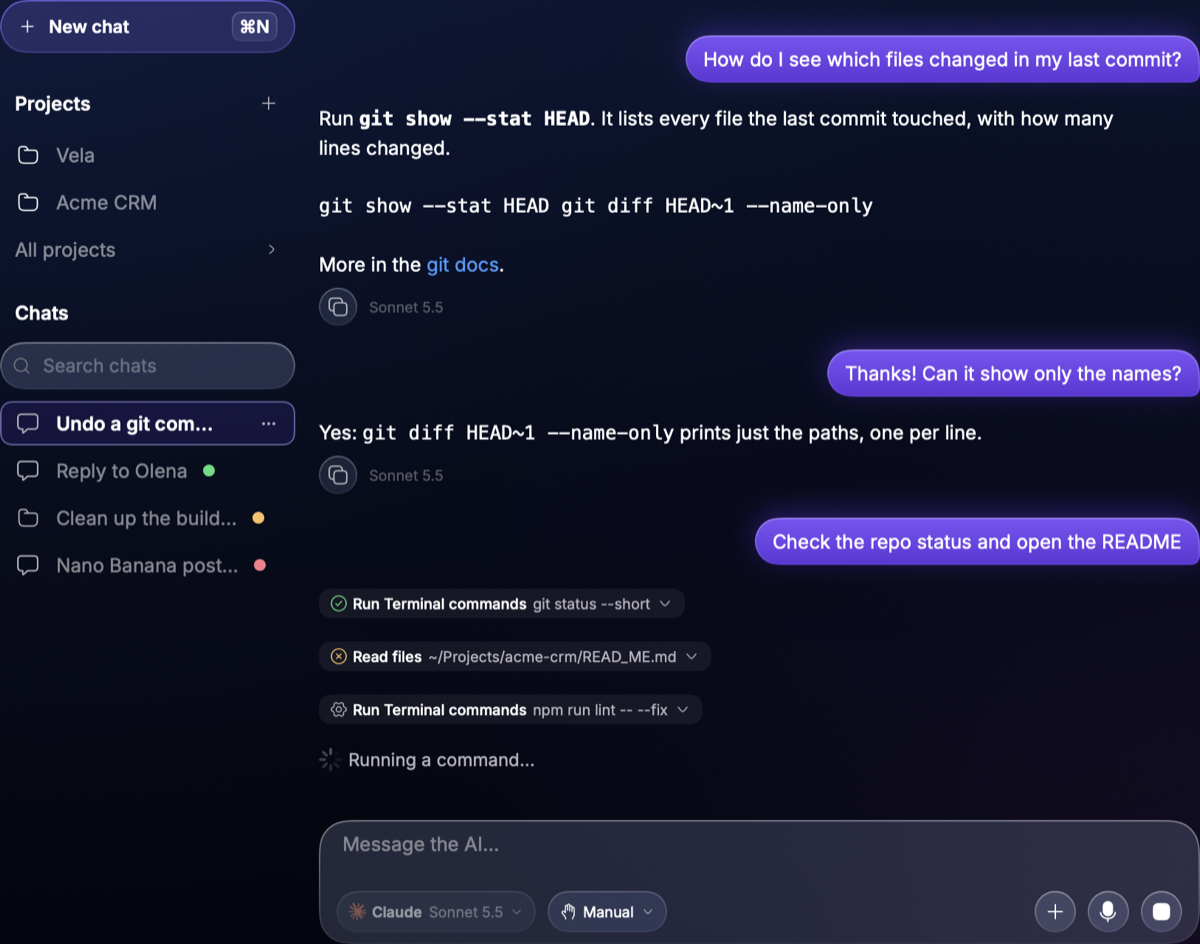 New chat
⌘N
Projects
Vela
Acme CRM
All projects
Chats
Search chats
Undo a git com...
Reply to Olena
Clean up the build...
Nano Banana post...
How do I see which files changed in my last commit?
Run git show --stat HEAD. It lists every file the last commit touched, with how many
lines changed.
git show --stat HEAD git diff HEAD~1 --name-only
More in the git docs.
Sonnet 5.5
Thanks! Can it show only the names?
Yes: git diff HEAD~1 --name-only prints just the paths, one per line.
Sonnet 5.5
Check the repo status and open the README
Run Terminal commands git status --short
Read files ~/Projects/acme-crm/READ_ME.md
Run Terminal commands npm run lint -- --fix
Running a command...
Message the AI...
Claude Sonnet 5.5
Manual